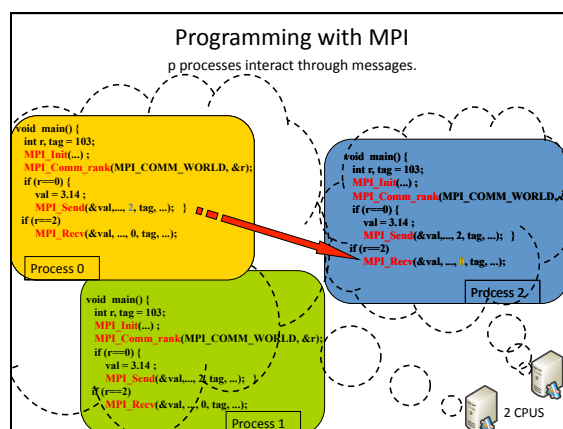 Programming with MPI
p processes interact through messages.
void main() {
int r, tag = 103;
MPI_Init(...) ;
MPI_Comm_rank(MPI_COMM_WORLD, &r);
if (r==0) {
val = 3.14 ;
MPI_Send(&val,..., 2, tag, ...); }
if (r==2)
MPI_Recv(&val, ..., 0, tag, ...);
Process 0
void main() {
int r, tag = 103;
MPI_Init(...) ;
MPI_Comm_rank(MPI_COMM_WORLD, &
if (r==0) {
val = 3.14 ;
MPI_Send(&val,..., 2, tag, ...); }
if (r==2)
MPI_Recv(&val, ..., 0, tag, ...);
Process 2
void main() {
int r, tag = 103;
MPI_Init(...) ;
MPI_Comm_rank(MPI_COMM_WORLD, &r);
if (r==0) {
val = 3.14 ;
MPI_Send(&val,..., 2, tag, ...); }
if (r==2)
MPI_Recv(&val, ..., 0, tag, ...);
Process 1
2 CPUS